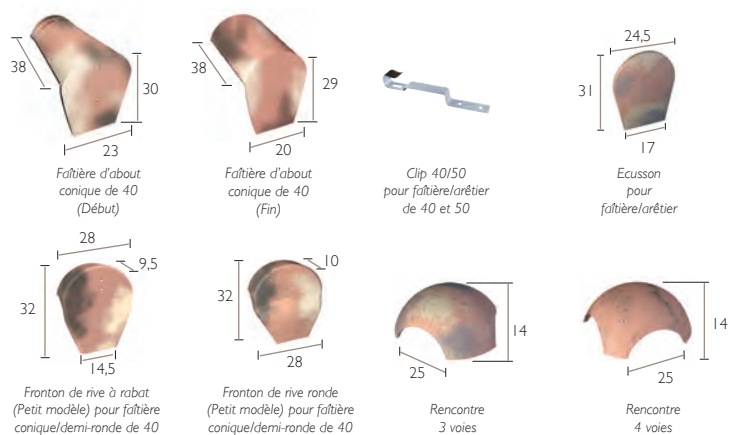 38
30
23
Faîtière d'about
conique de 40
(Début)
38
29
20
Faîtière d'about
conique de 40
(Fin)
Clip 40/50
pour faîtière/arêtier
de 40 et 50
24,5
31
17
Ecusson
pour
faîtière/arêtier
28
9,5
32
14,5
Fronton de rive à rabat
(Petit modèle) pour faîtière
conique/demi-ronde de 40
10
32
28
Fronton de rive ronde
(Petit modèle) pour faîtière
conique/demi-ronde de 40
14
25
Rencontre
3 voies
14
25
Rencontre
4 voies